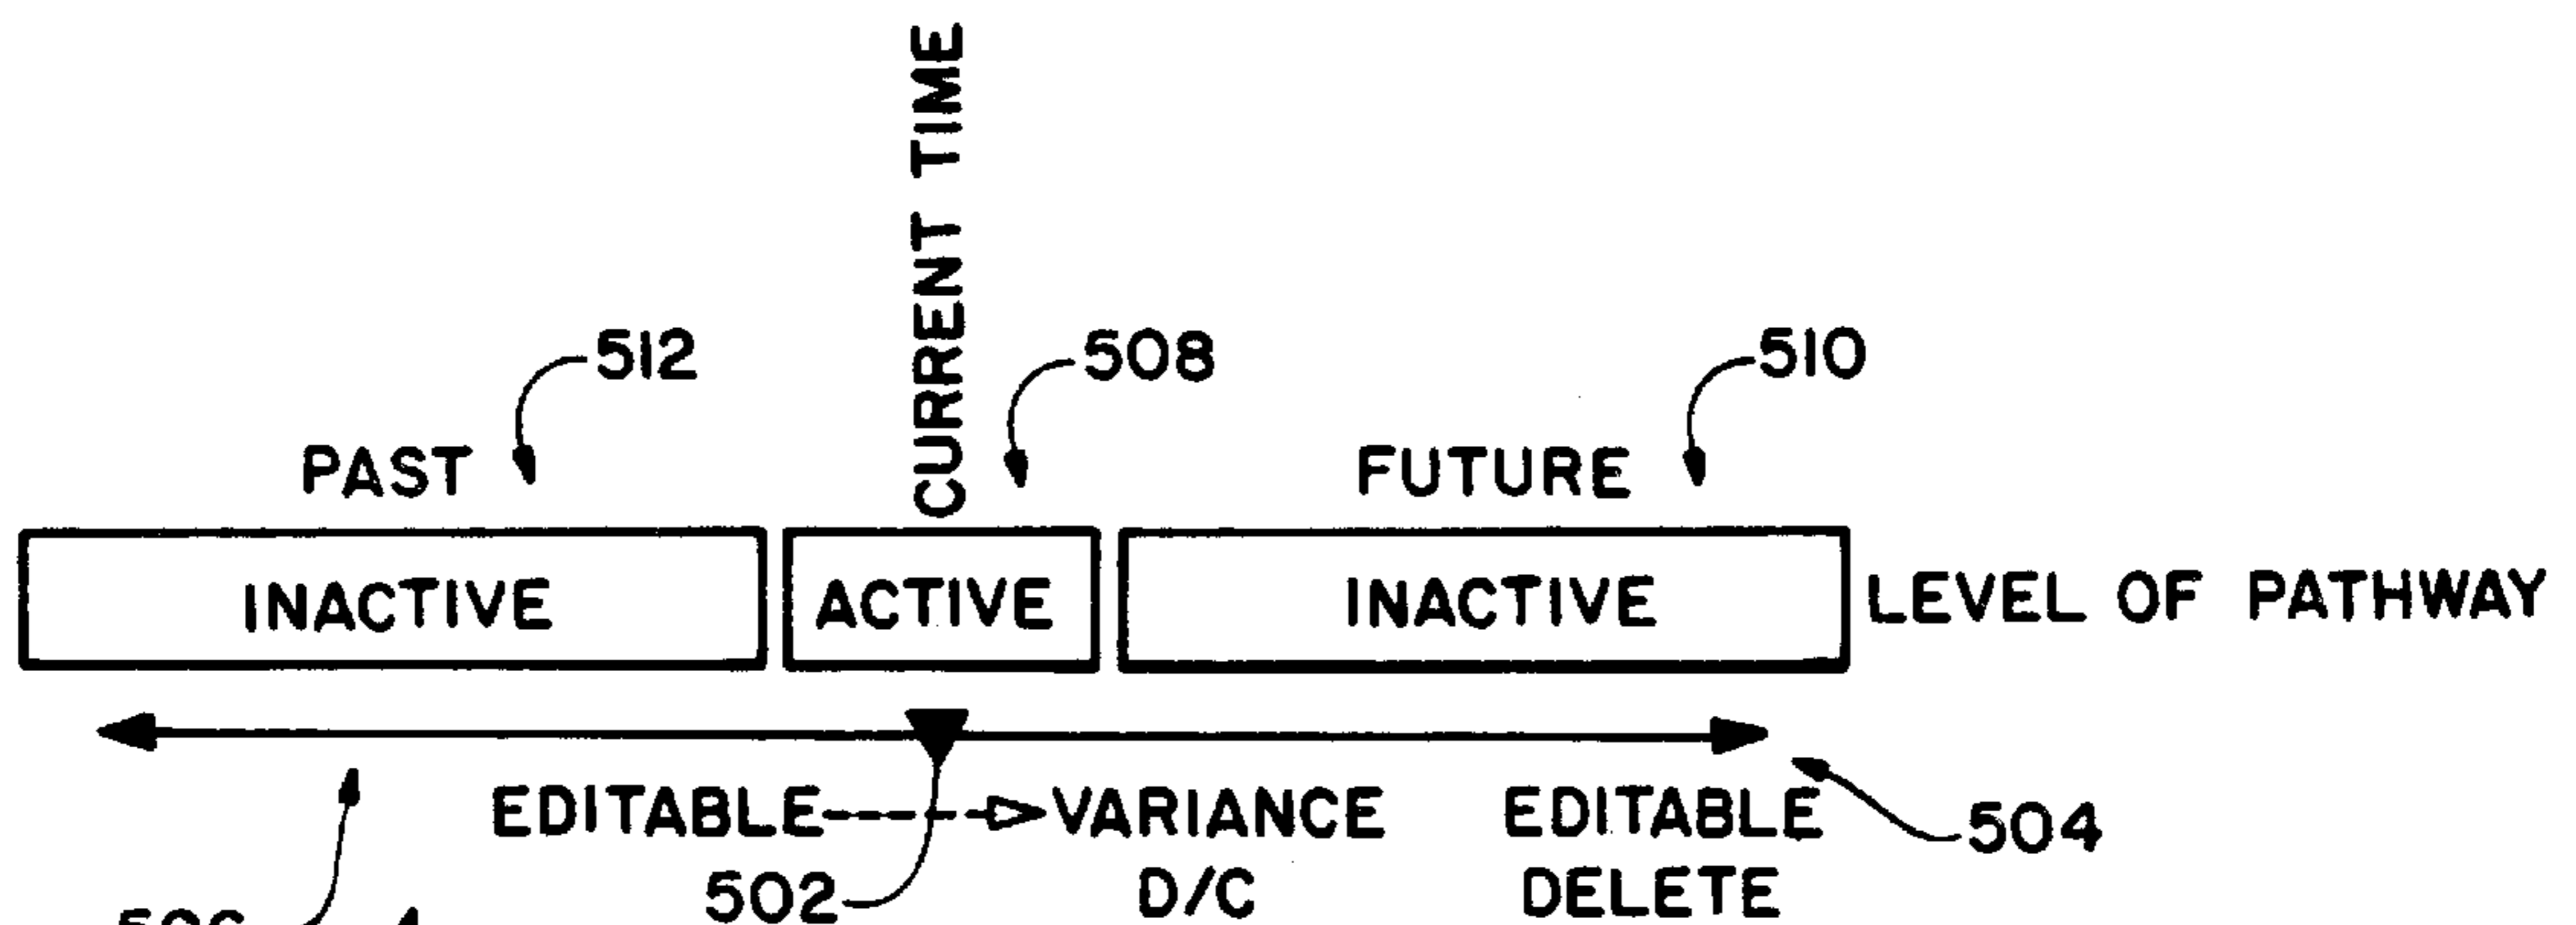 CURRENT TIME
512
508
510
PAST
FUTURE
INACTIVE
ACTIVE
INACTIVE
LEVEL OF PATHWAY
EDITABLE
VARIANCE
EDITABLE
504
502
D/C
DELETE